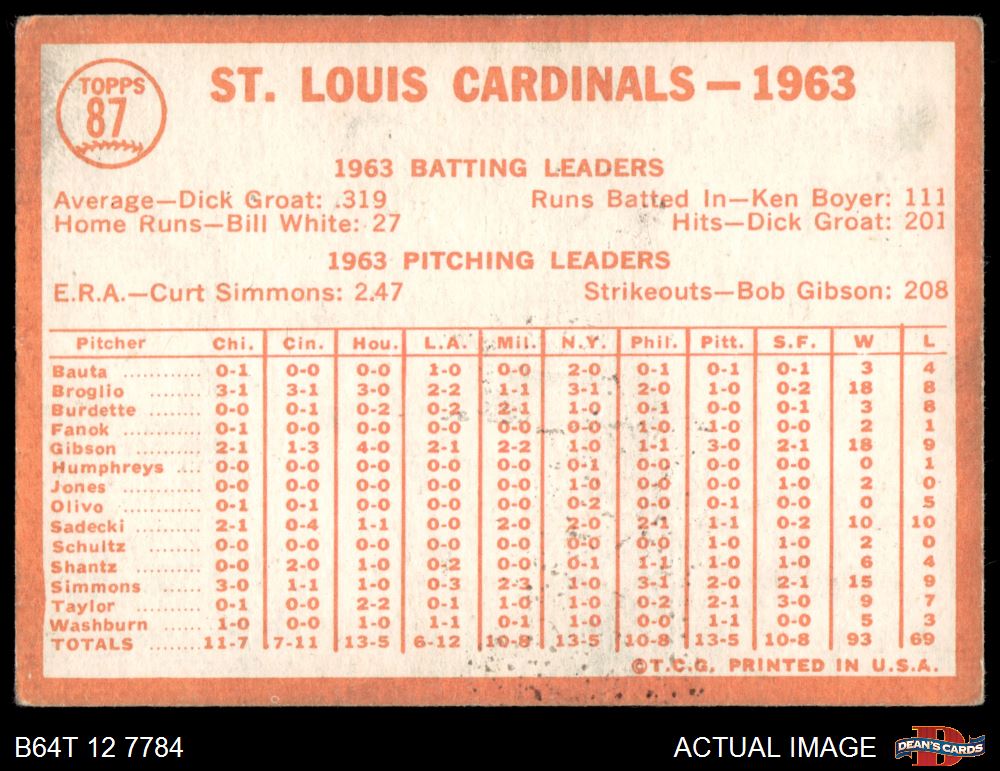 TOPPS
87
ST. LOUIS CARDINALS — 1963
1963 BATTING LEADERS
Average—Dick Groat: .319 Runs Batted In—Ken Boyer: 111
Home Runs—Bill White: 27 Hits—Dick Groat: 201
1963 PITCHING LEADERS
E.R.A.—Curt Simmons: 2.47 Strikeouts—Bob Gibson: 208
Pitcher Chi. Cin. Hou. L.A. Mil. N.Y. Phil. Pitt. S.F. W L
Bauta ............ 0-1 0-0 0-0 1-0 0-0 2-0 0-1 0-1 0-1 3 4
Broglio ........ 3-1 3-1 3-0 2-2 1-1 3-1 2-0 1-0 0-2 18 8
Burdette ........ 0-0 0-1 0-2 0-2 2-1 1-0 0-1 0-0 0-1 3 8
Fanok ............ 0-1 0-0 0-0 0-0 0-0 0-0 1-0 1-0 0-0 2 1
Gibson ........ 2-1 1-3 4-0 2-1 2-2 1-0 1-1 3-0 2-1 18 9
Humphreys .... 0-0 0-0 0-0 0-0 0-0 0-1 0-0 0-0 0-0 0 1
Jones ............ 0-0 0-0 0-0 0-0 0-0 1-0 0-0 0-0 1-0 2 0
Olivo ............ 0-1 0-1 0-0 0-0 0-0 0-2 0-0 0-1 0-0 0 5
Sadecki ........ 2-1 0-4 1-1 0-0 2-0 2-0 2-1 1-1 0-2 10 10
Schultz ........ 0-0 0-0 0-0 0-0 0-0 0-0 0-0 1-0 1-0 2 0
Shantz ........ 0-0 2-0 1-0 0-2 0-0 0-1 1-1 1-0 1-0 6 4
Simmons ........ 3-0 1-1 1-0 0-3 2-3 1-0 3-1 2-0 2-1 15 9
Taylor ........ 0-1 0-0 2-2 0-1 1-0 1-0 0-2 2-1 3-0 9 7
Washburn ...... 1-0 0-0 1-0 1-1 0-1 1-0 0-0 1-1 0-0 5 3
TOTALS ........ 11-7 7-11 13-5 6-12 10-8 13-5 10-8 13-5 10-8 93 69
©T.C.G. PRINTED IN U.S.A.
B64T 12 7784 ACTUAL IMAGE DEAN'S CARDS